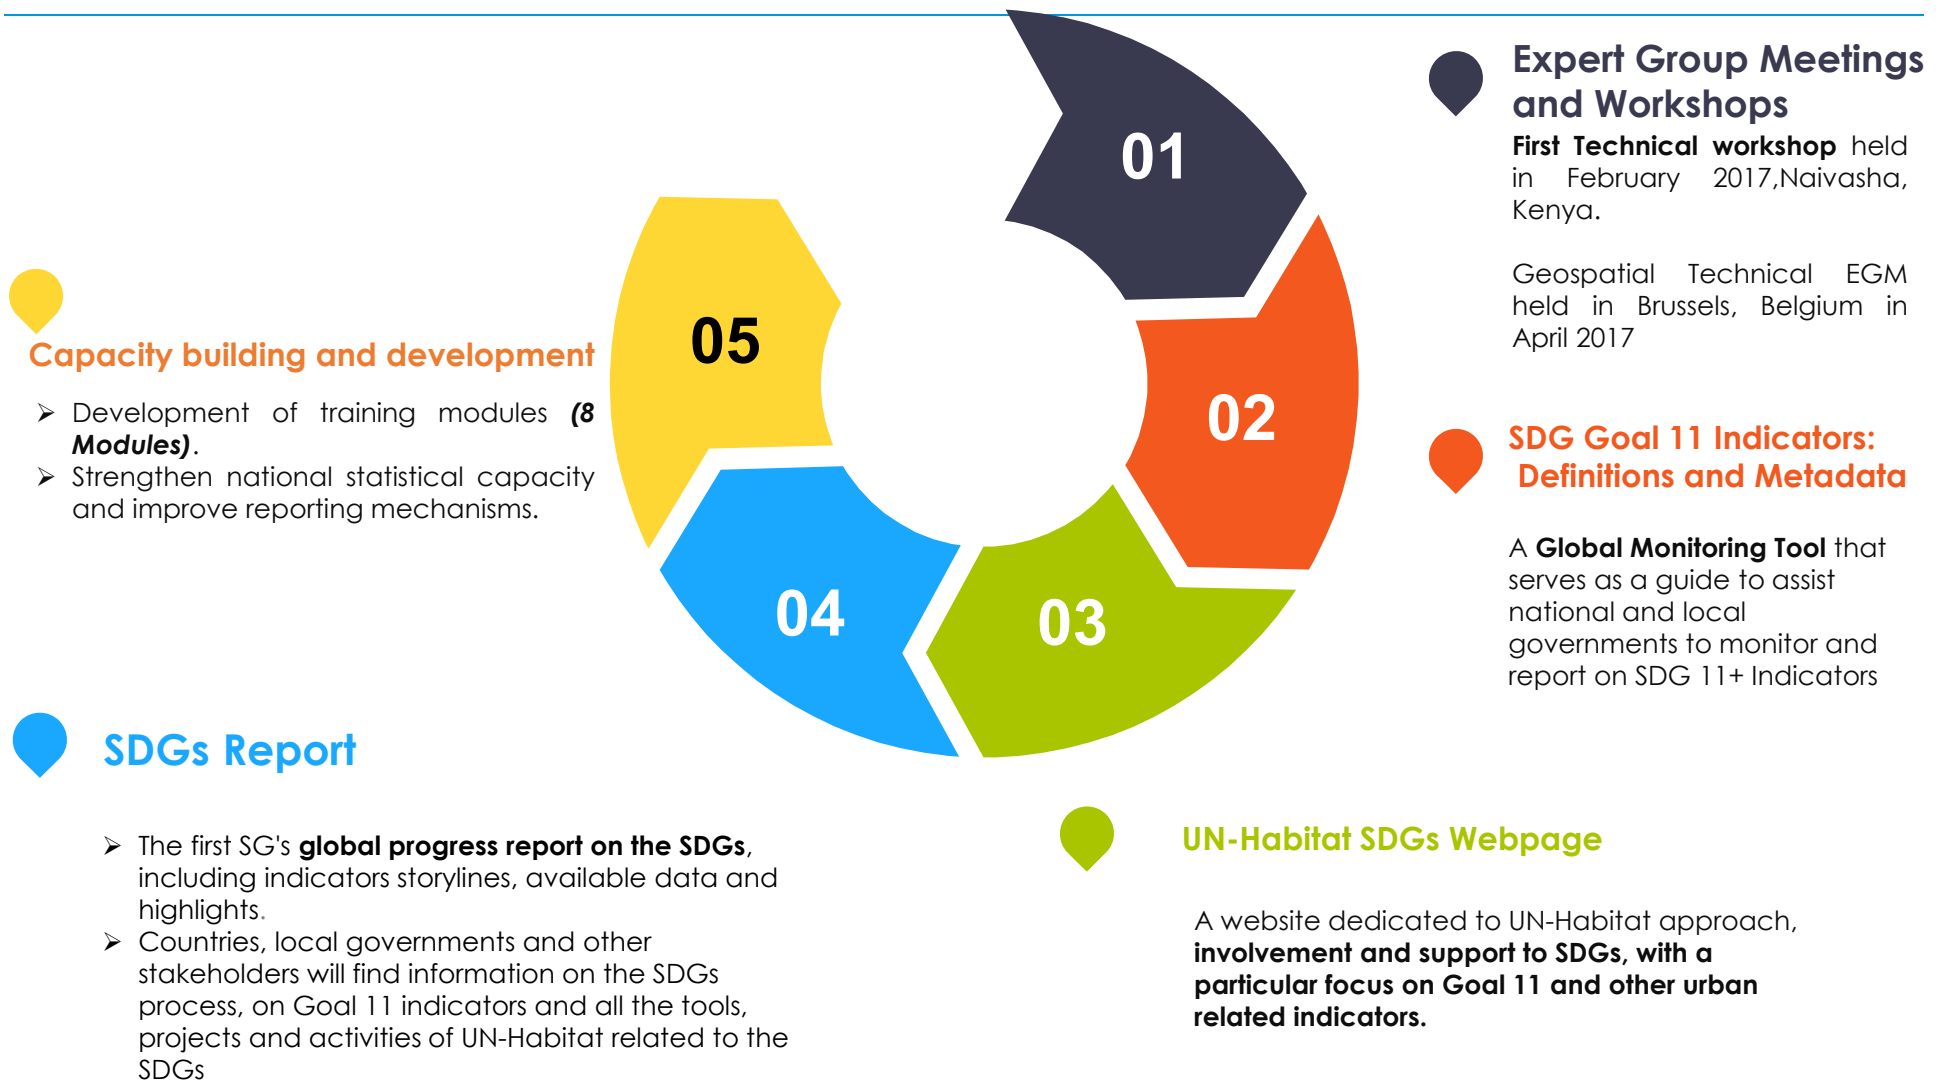 01
02
03
04
05
Expert Group Meetings
and Workshops
First Technical workshop held
in February 2017,Naivasha,
Kenya.
Geospatial Technical EGM
held in Brussels, Belgium in
April 2017
SDG Goal 11 Indicators:
Definitions and Metadata
A Global Monitoring Tool that
serves as a guide to assist
national and local
governments to monitor and
report on SDG 11+ Indicators
UN-Habitat SDGs Webpage
A website dedicated to UN-Habitat approach,
involvement and support to SDGs, with a
particular focus on Goal 11 and other urban
related indicators.
SDGs Report
➢ The first SG's global progress report on the SDGs,
including indicators storylines, available data and
highlights.
➢ Countries, local governments and other
stakeholders will find information on the SDGs
process, on Goal 11 indicators and all the tools,
projects and activities of UN-Habitat related to the
SDGs
Capacity building and development
➢ Development of training modules (8
Modules).
➢ Strengthen national statistical capacity
and improve reporting mechanisms.